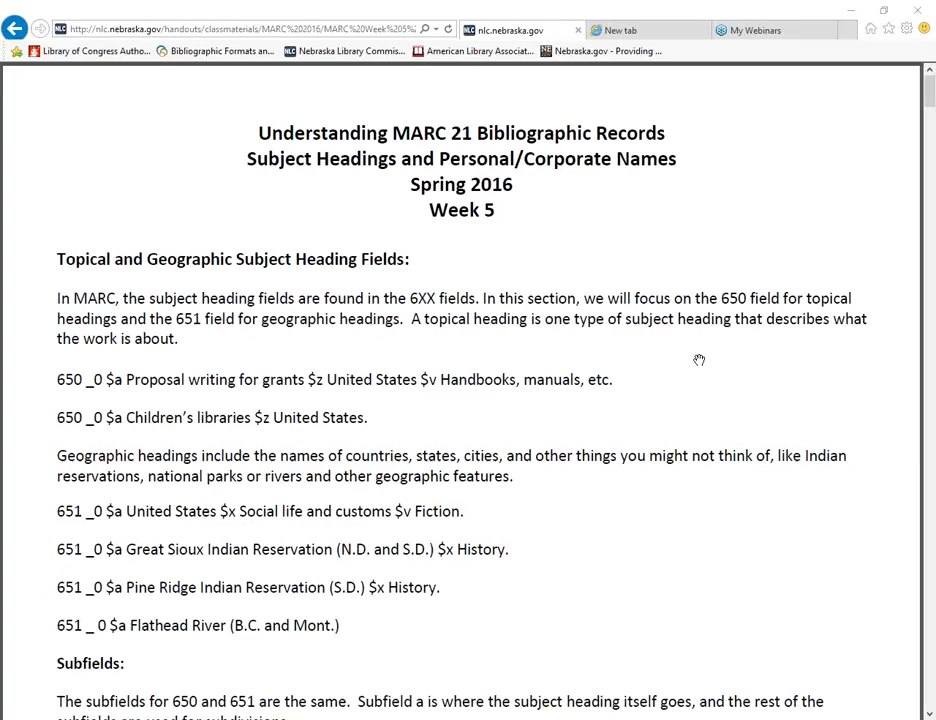 NLC http://nlc.nebraska.gov/handouts/classmaterials/MARC%202016/MARC%20Week%205%
NLC nlc.nebraska.gov
New tab
My Webinars
Library of Congress Autho...
Bibliographic Formats an...
NLC Nebraska Library Commis...
American Library Associat...
Nebraska.gov - Providing ...
Understanding MARC 21 Bibliographic Records
Subject Headings and Personal/Corporate Names
Spring 2016
Week 5
Topical and Geographic Subject Heading Fields:
In MARC, the subject heading fields are found in the 6XX fields. In this section, we will focus on the 650 field for topical
headings and the 651 field for geographic headings.  A topical heading is one type of subject heading that describes what
the work is about.
650 _0 $a Proposal writing for grants $z United States $v Handbooks, manuals, etc.
650 _0 $a Children’s libraries $z United States.
Geographic headings include the names of countries, states, cities, and other things you might not think of, like Indian
reservations, national parks or rivers and other geographic features.
651 _0 $a United States $x Social life and customs $v Fiction.
651 _0 $a Great Sioux Indian Reservation (N.D. and S.D.) $x History.
651 _0 $a Pine Ridge Indian Reservation (S.D.) $x History.
651 _ 0 $a Flathead River (B.C. and Mont.)
Subfields:
The subfields for 650 and 651 are the same.  Subfield a is where the subject heading itself goes, and the rest of the
subfields are used for subdivisions.